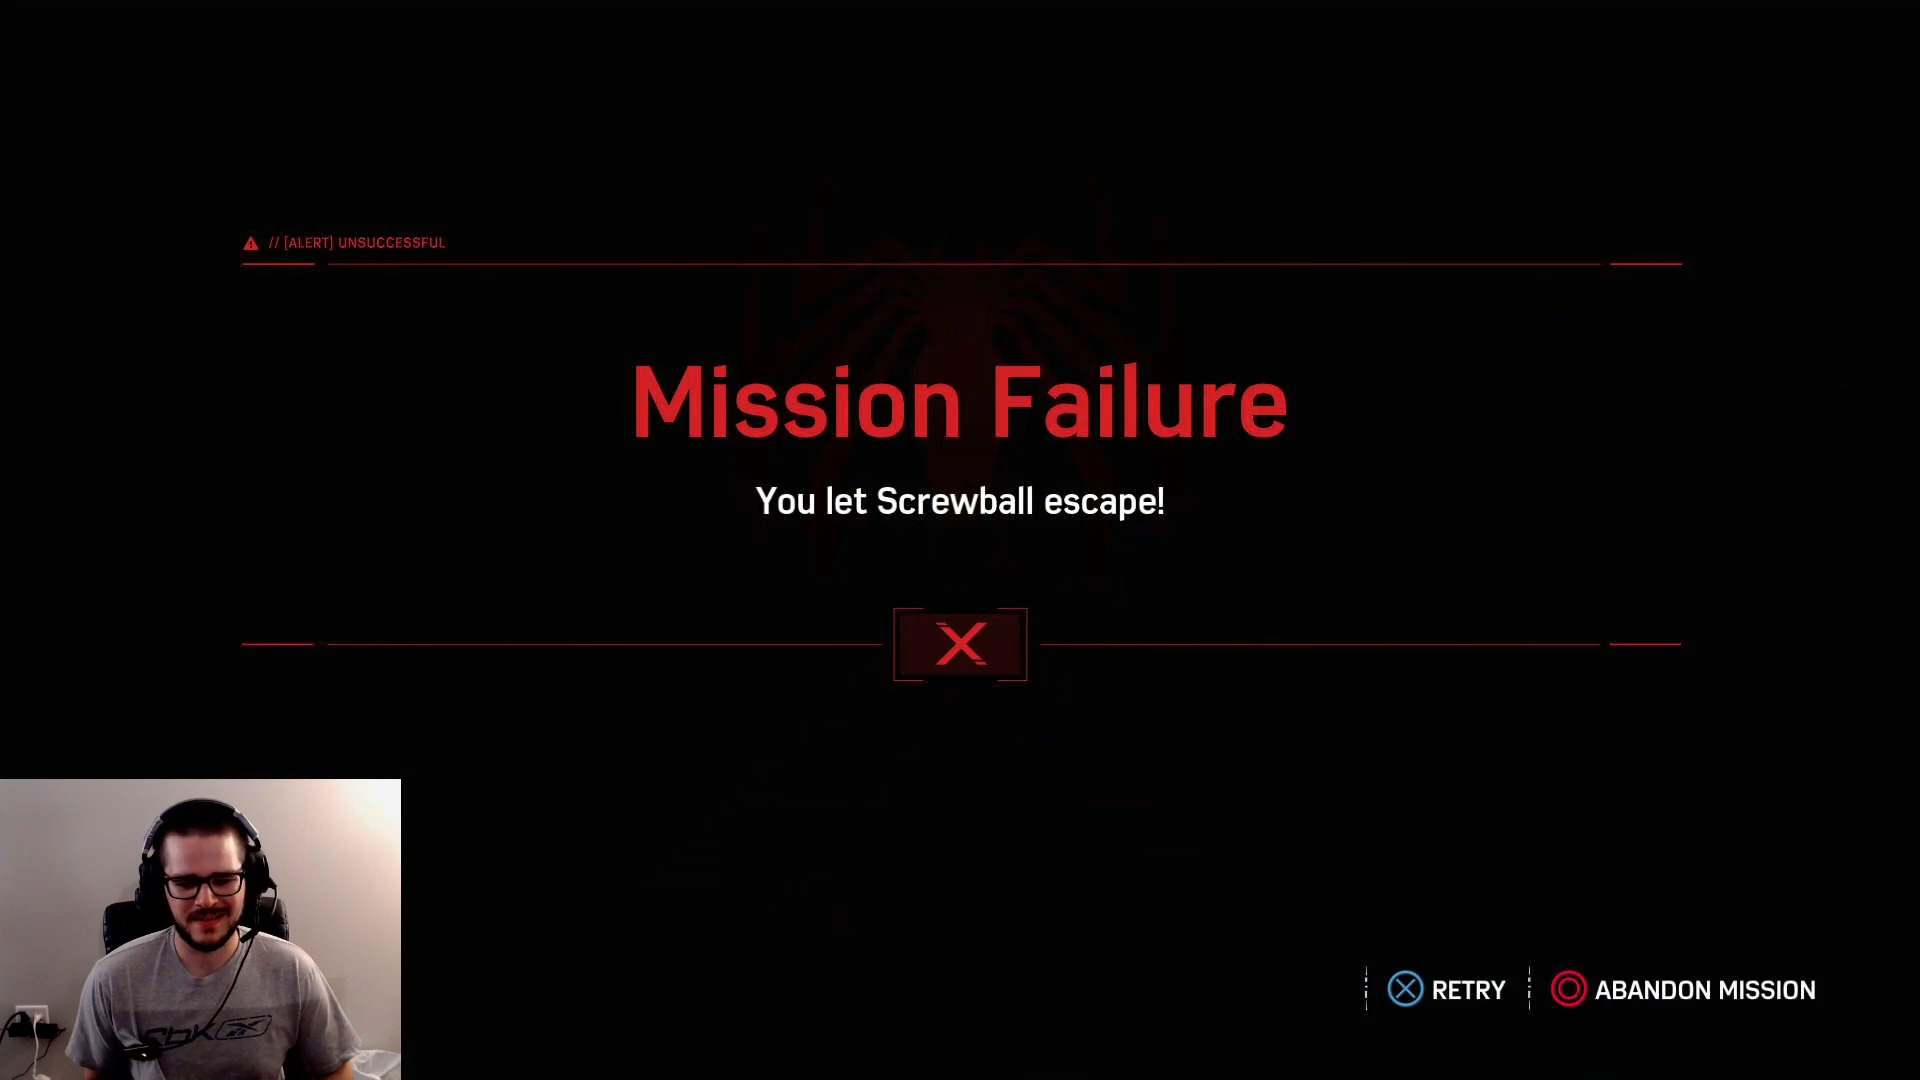 // [ALERT] UNSUCCESSFUL
Mission Failure
You let Screwball escape!
RETRY
ABANDON MISSION